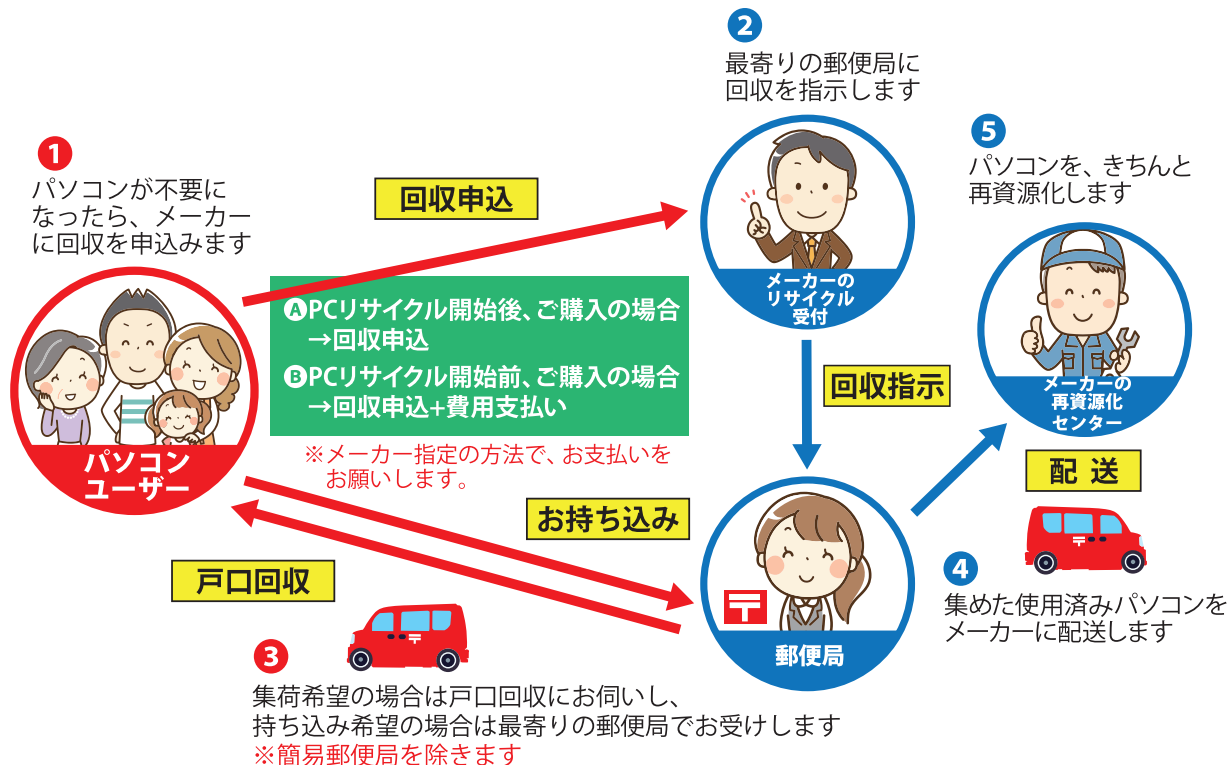 1
パソコンが不要に
なったら、メーカー
に回収を申込みます
パソコン
ユーザー
回収申込
ⒶPCリサイクル開始後、ご購入の場合
→回収申込
ⒷPCリサイクル開始前、ご購入の場合
→回収申込+費用支払い
※メーカー指定の方法で、お支払いを
お願いします。
2
最寄りの郵便局に
回収を指示します
メーカーの
リサイクル
受付
回収指示
お持ち込み
戸口回収
3
集荷希望の場合は戸口回収にお伺いし、
持ち込み希望の場合は最寄りの郵便局でお受けします
※簡易郵便局を除きます
〒
郵便局
4
集めた使用済みパソコンを
メーカーに配送します
配送
5
パソコンを、きちんと
再資源化します
メーカーの
再資源化
センター